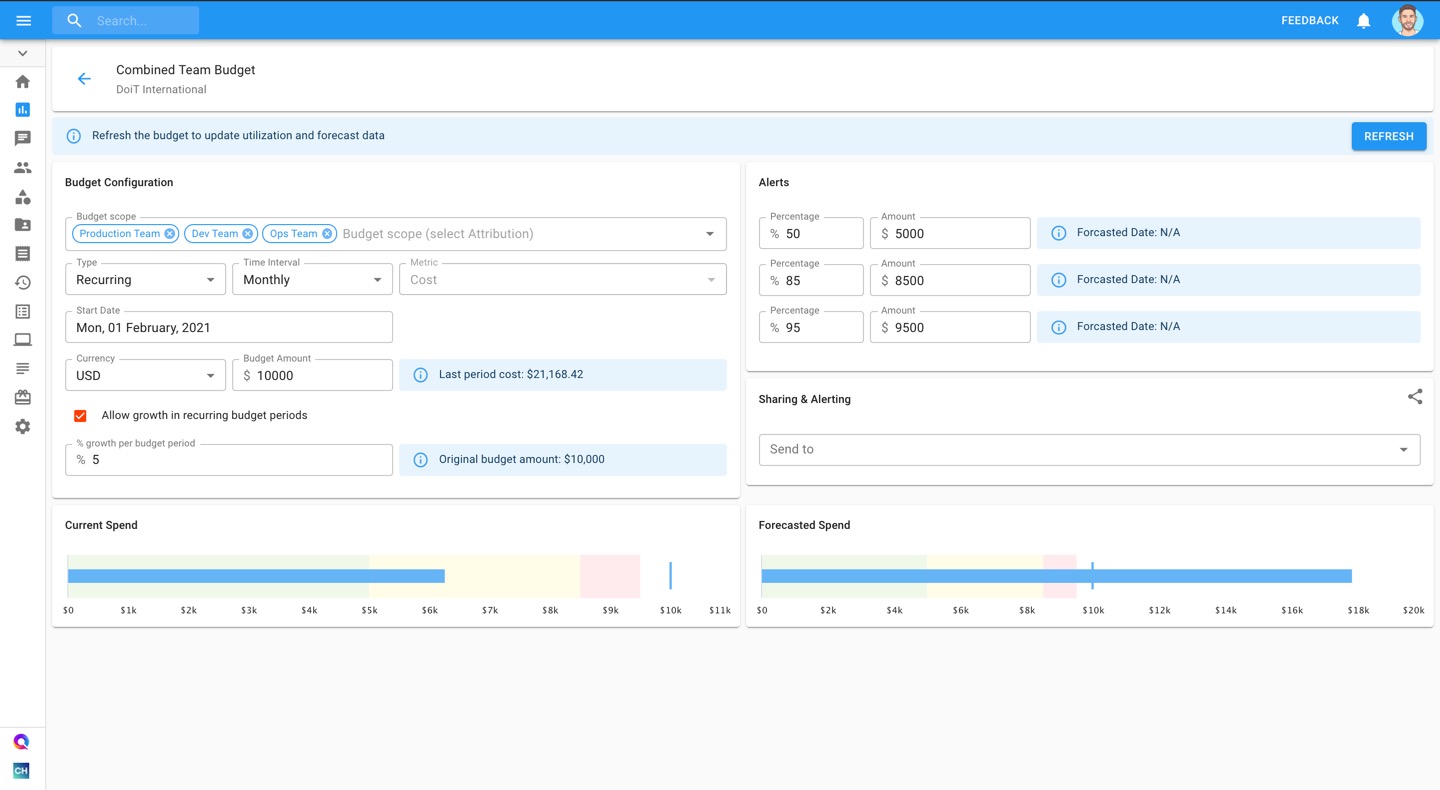 Search...
FEEDBACK
Combined Team Budget
DoiT International
Refresh the budget to update utilization and forecast data
REFRESH
Budget Configuration
Budget scope
Production Team Dev Team Ops Team Budget scope (select Attribution)
Type Time Interval Metric
Recurring Monthly Cost
Start Date
Mon, 01 February, 2021
Currency Budget Amount
USD $ 10000 Last period cost: $21,168.42
Allow growth in recurring budget periods
% growth per budget period
% 5 Original budget amount: $10,000
Alerts
Percentage Amount
% 50 $ 5000 Forcasted Date: N/A
Percentage Amount
% 85 $ 8500 Forcasted Date: N/A
Percentage Amount
% 95 $ 9500 Forcasted Date: N/A
Sharing & Alerting
Send to
Current Spend
$0 $1k $2k $3k $4k $5k $6k $7k $8k $9k $10k $11k
Forecasted Spend
$0 $2k $4k $6k $8k $10k $12k $14k $16k $18k $20k
CH